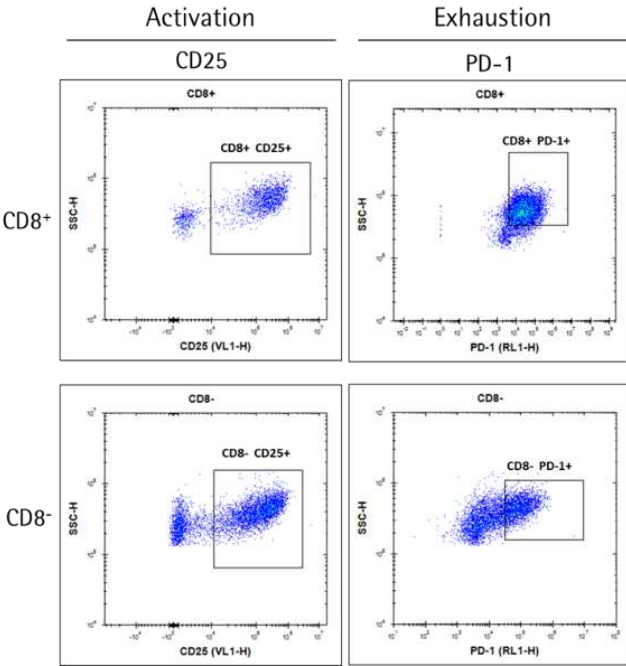 Activation Exhaustion
CD25 PD-1
CD8+
CD8+ CD25+
SSC-H
CD25 (VL1-H)
CD8+
CD8+ PD-1+
SSC-H
PD-1 (RL1-H)
CD8⁺
CD8-
CD8- CD25+
SSC-H
CD25 (VL1-H)
CD8-
CD8- PD-1+
SSC-H
PD-1 (RL1-H)
CD8⁻